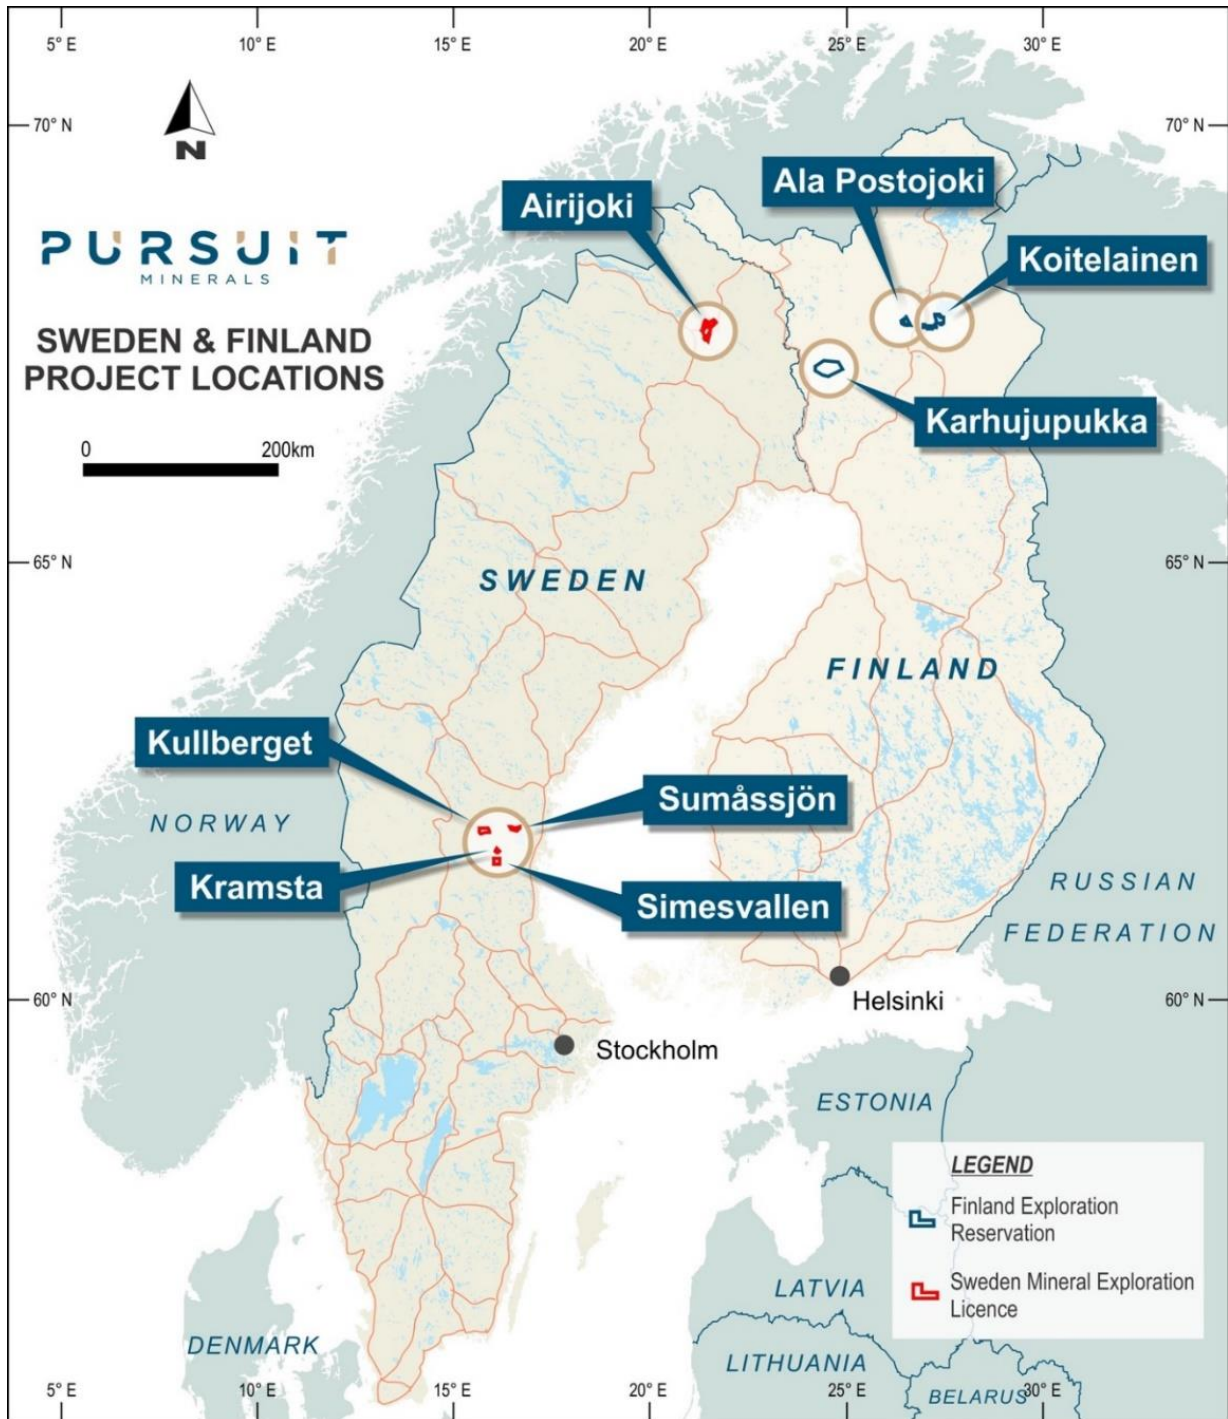 5° E 10° E 15° E 20° E 25° E 30° E
70° N 70° N
N
Ala Postojoki
Airijoki
PURSUIT
MINERALS
Koitelainen
SWEDEN & FINLAND
PROJECT LOCATIONS
Karhujupukka
0 200km
65° N 65° N
SWEDEN
FINLAND
Kullberget
Sumåssjön
NORWAY
Kramsta
Simesvallen
RUSSIAN
FEDERATION
60° N 60° N
Helsinki
Stockholm
ESTONIA
LEGEND
Finland Exploration
Reservation
Sweden Mineral Exploration
Licence
LATVIA
DENMARK
LITHUANIA
BELARUS
5° E 10° E 15° E 20° E 25° E 30° E